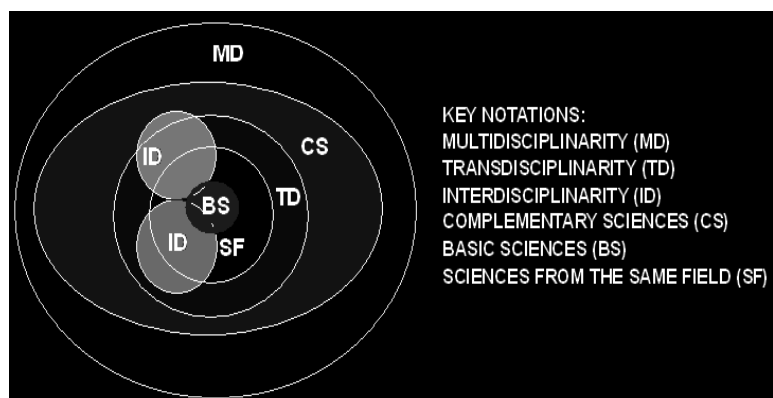 MD
CS
ID
TD
BS
ID
SF
KEY NOTATIONS:
MULTIDISCIPLINARITY (MD)
TRANSDISCIPLINARITY (TD)
INTERDISCIPLINARITY (ID)
COMPLEMENTARY SCIENCES (CS)
BASIC SCIENCES (BS)
SCIENCES FROM THE SAME FIELD (SF)